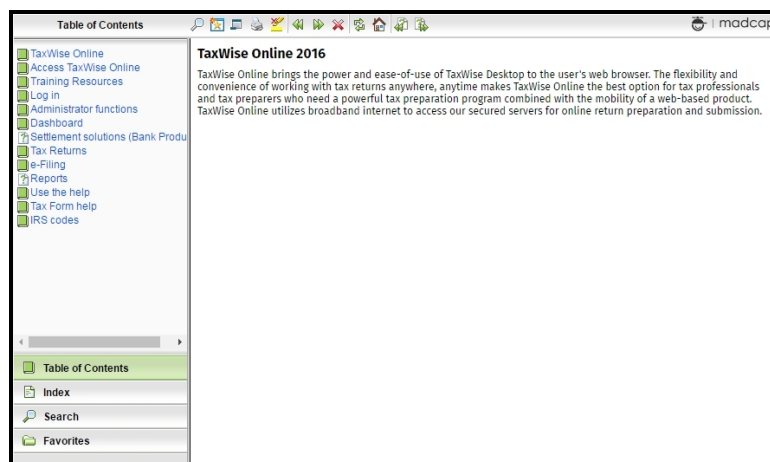 Table of Contents
madcap
TaxWise Online
Access TaxWise Online
Training Resources
Log in
Administrator functions
Dashboard
Settlement solutions (Bank Produ
Tax Returns
e-Filing
Reports
Use the help
Tax Form help
IRS codes
Table of Contents
Index
Search
Favorites
TaxWise Online 2016
TaxWise Online brings the power and ease-of-use of TaxWise Desktop to the user's web browser. The flexibility and
convenience of working with tax returns anywhere, anytime makes TaxWise Online the best option for tax professionals
and tax preparers who need a powerful tax preparation program combined with the mobility of a web-based product.
TaxWise Online utilizes broadband internet to access our secured servers for online return preparation and submission.